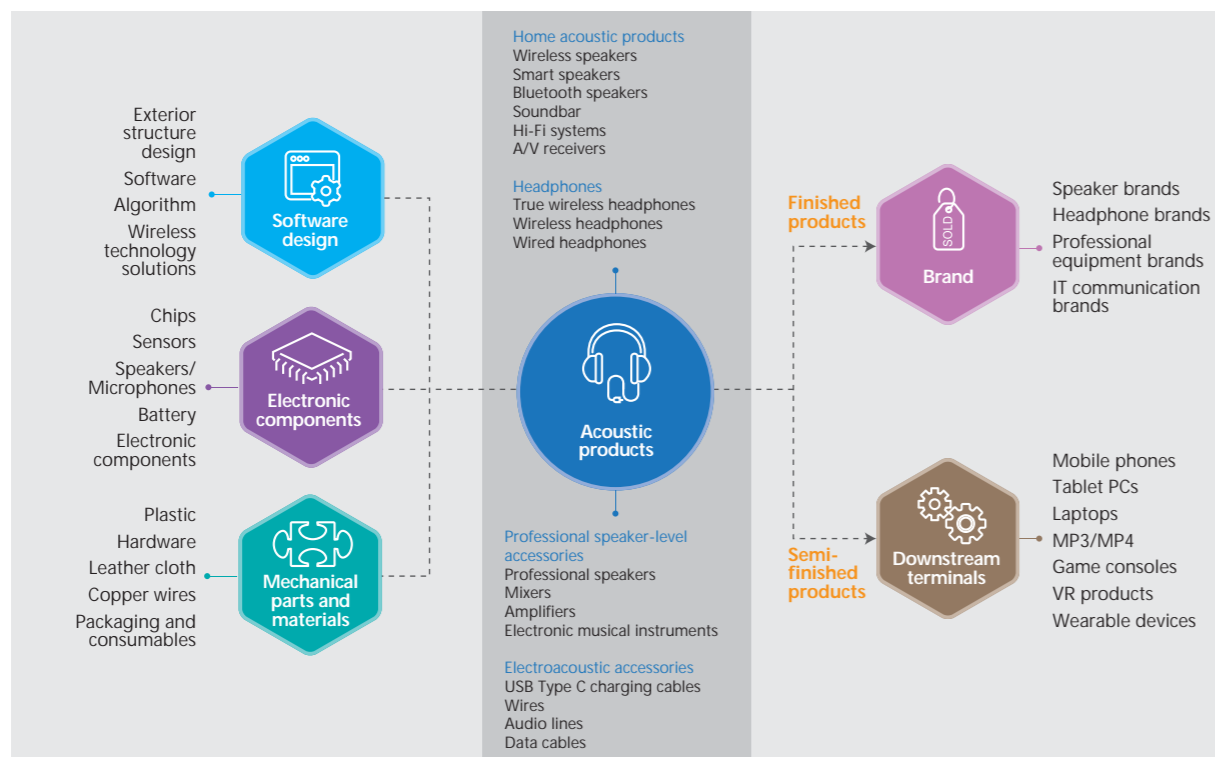 Exterior
structure
design
Software
Algorithm
Wireless
technology
solutions
Software
design
Chips
Sensors
Speakers/
Microphones
Battery
Electronic
components
Electronic
components
Plastic
Hardware
Leather cloth
Copper wires
Packaging and
consumables
Mechanical
parts and
materials
Home acoustic products
Wireless speakers
Smart speakers
Bluetooth speakers
Soundbar
Hi-Fi systems
A/V receivers
Headphones
True wireless headphones
Wireless headphones
Wired headphones
Acoustic
products
Professional speaker-level
accessories
Professional speakers
Mixers
Amplifiers
Electronic musical instruments
Electroacoustic accessories
USB Type C charging cables
Wires
Audio lines
Data cables
Finished
products
SOLD
Brand
Speaker brands
Headphone brands
Professional
equipment brands
IT communication
brands
Semi-
finished
products
Downstream
terminals
Mobile phones
Tablet PCs
Laptops
MP3/MP4
Game consoles
VR products
Wearable devices